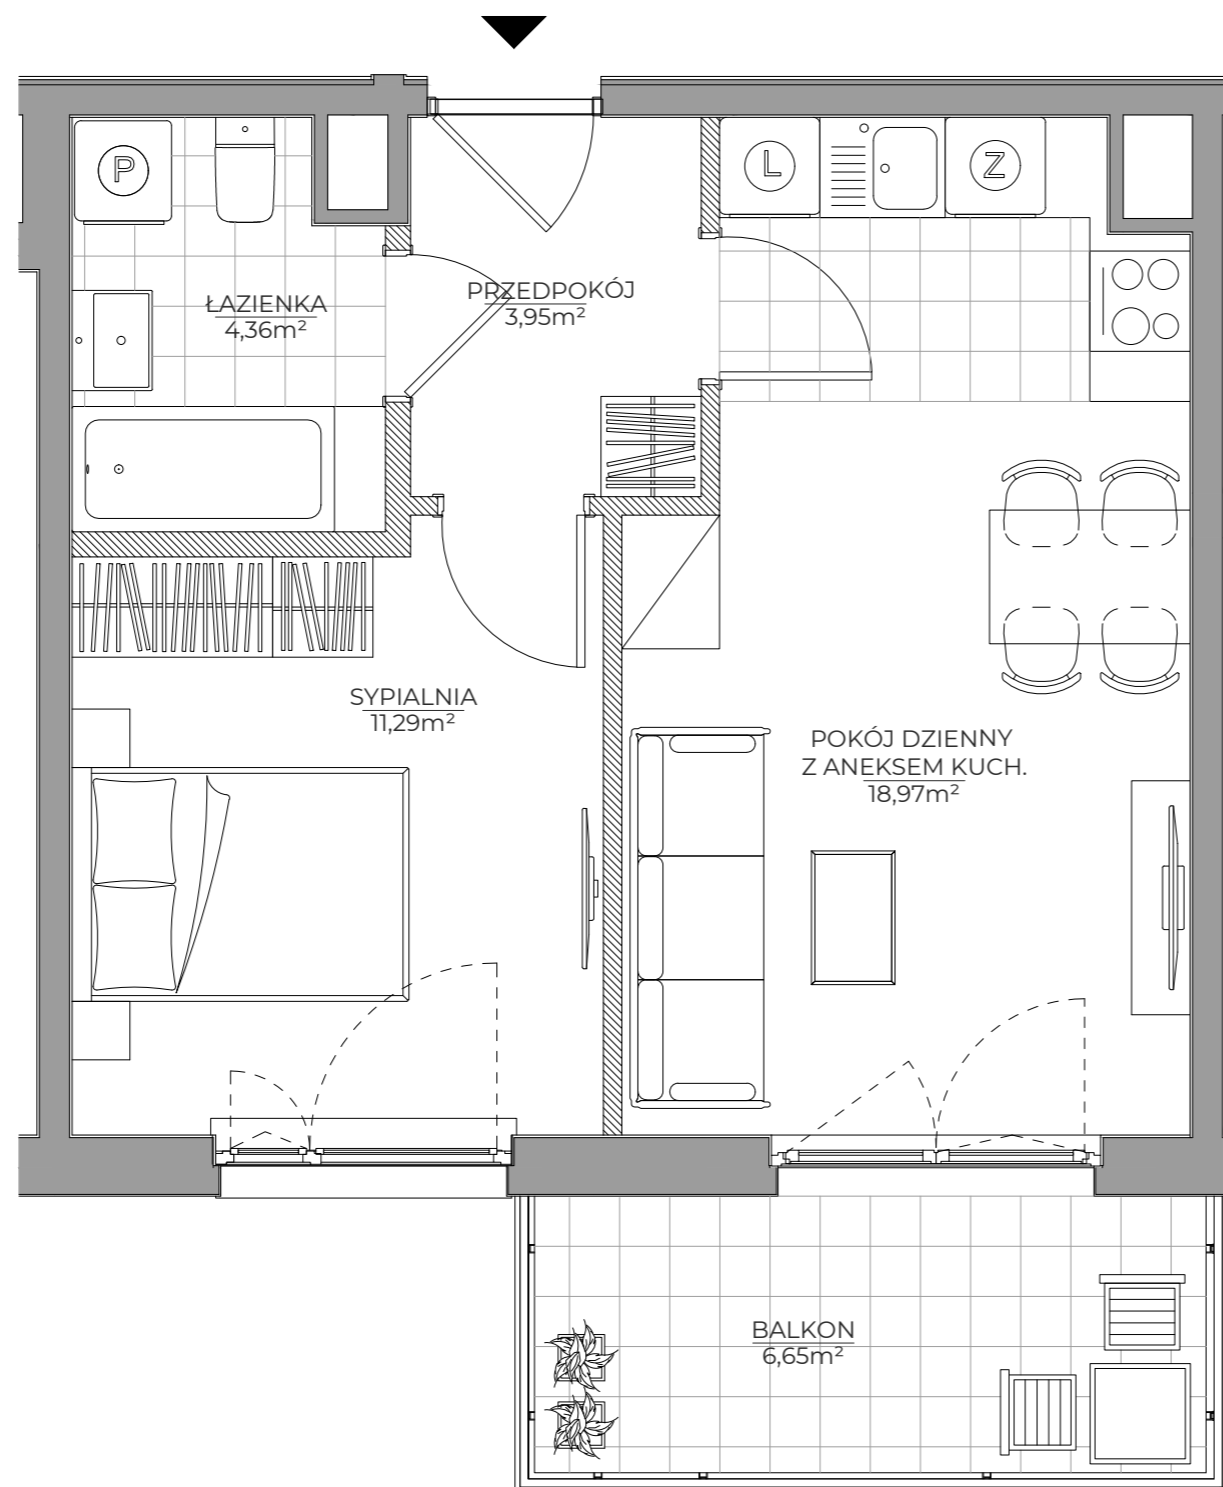 P
L
Z
PRZEDPOKÓJ
3,95m²
ŁAZIENKA
4,36m²
SYPIALNIA
11,29m²
POKÓJ DZIENNY
Z ANEKSEM KUCH.
18,97m²
BALKON
6,65m²